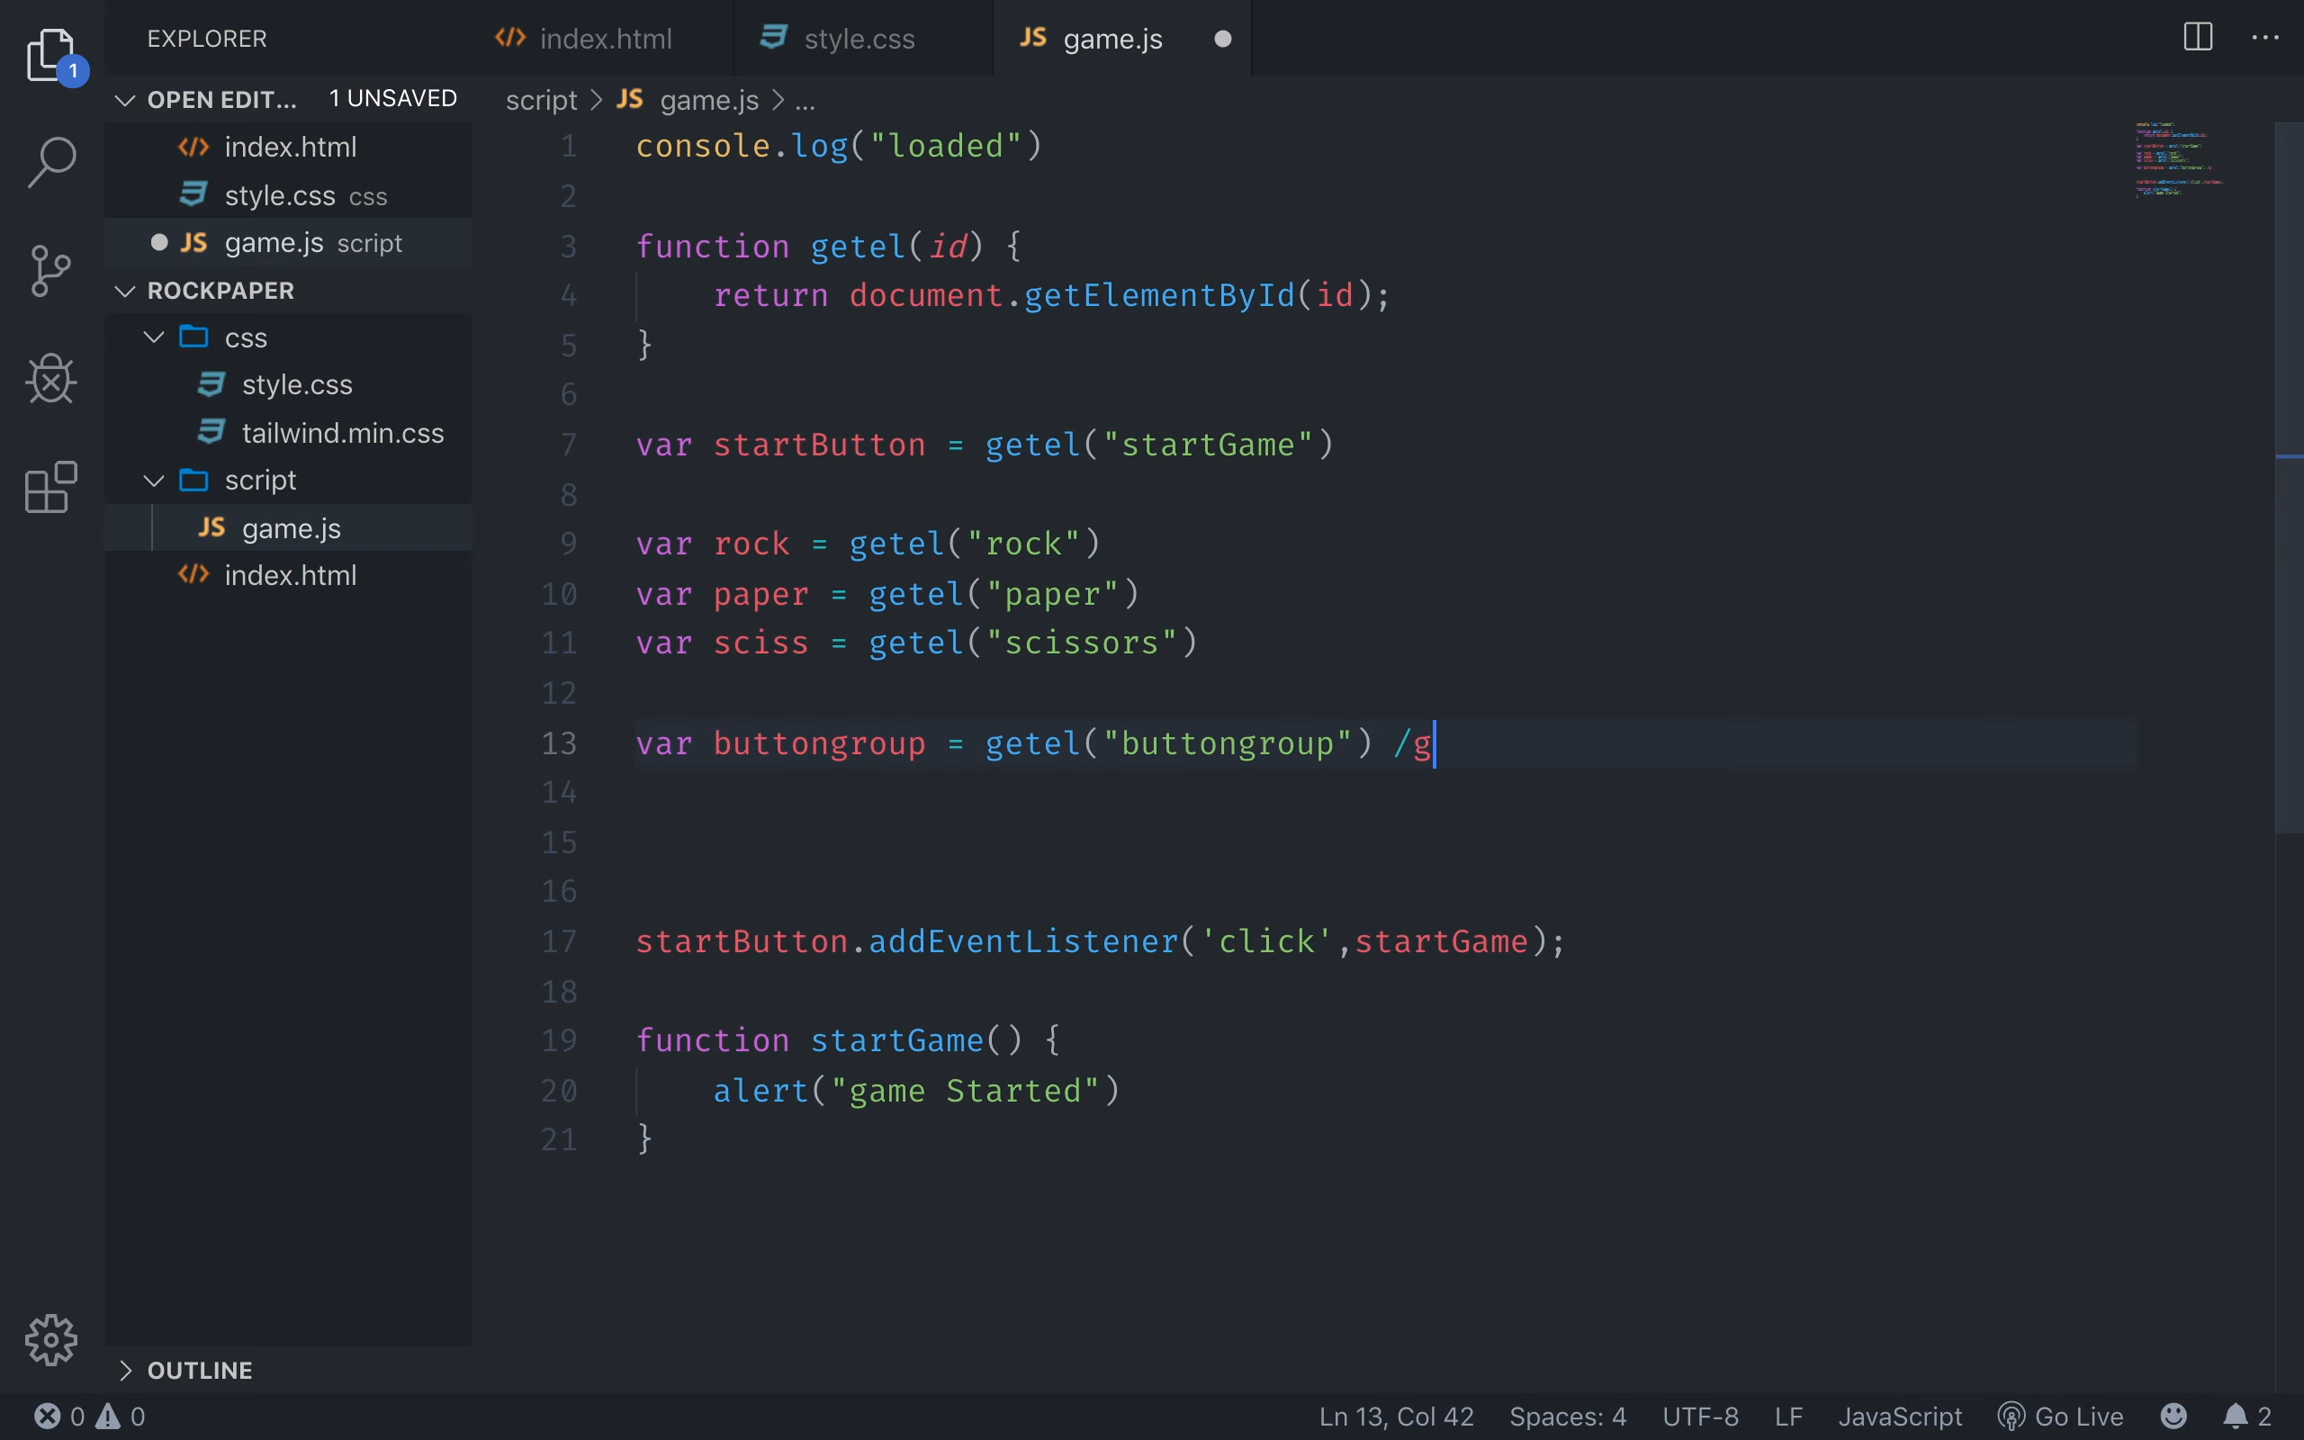 EXPLORER
</> index.html
style.css
JS game.js
1
OPEN EDIT... 1 UNSAVED
</> index.html
style.css css
JS game.js script
ROCKPAPER
css
style.css
tailwind.min.css
script
JS game.js
</> index.html
OUTLINE
script > JS game.js > ...
1 console.log("loaded")
2
3 function getel(id) {
4 return document.getElementById(id);
5 }
6
7 var startButton = getel("startGame")
8
9 var rock = getel("rock")
10 var paper = getel("paper")
11 var sciss = getel("scissors")
12
13 var buttongroup = getel("buttongroup") /g
14
15
16
17 startButton.addEventListener('click',startGame);
18
19 function startGame() {
20 alert("game Started")
21 }
0 0 Ln 13, Col 42 Spaces: 4 UTF-8 LF JavaScript Go Live 2